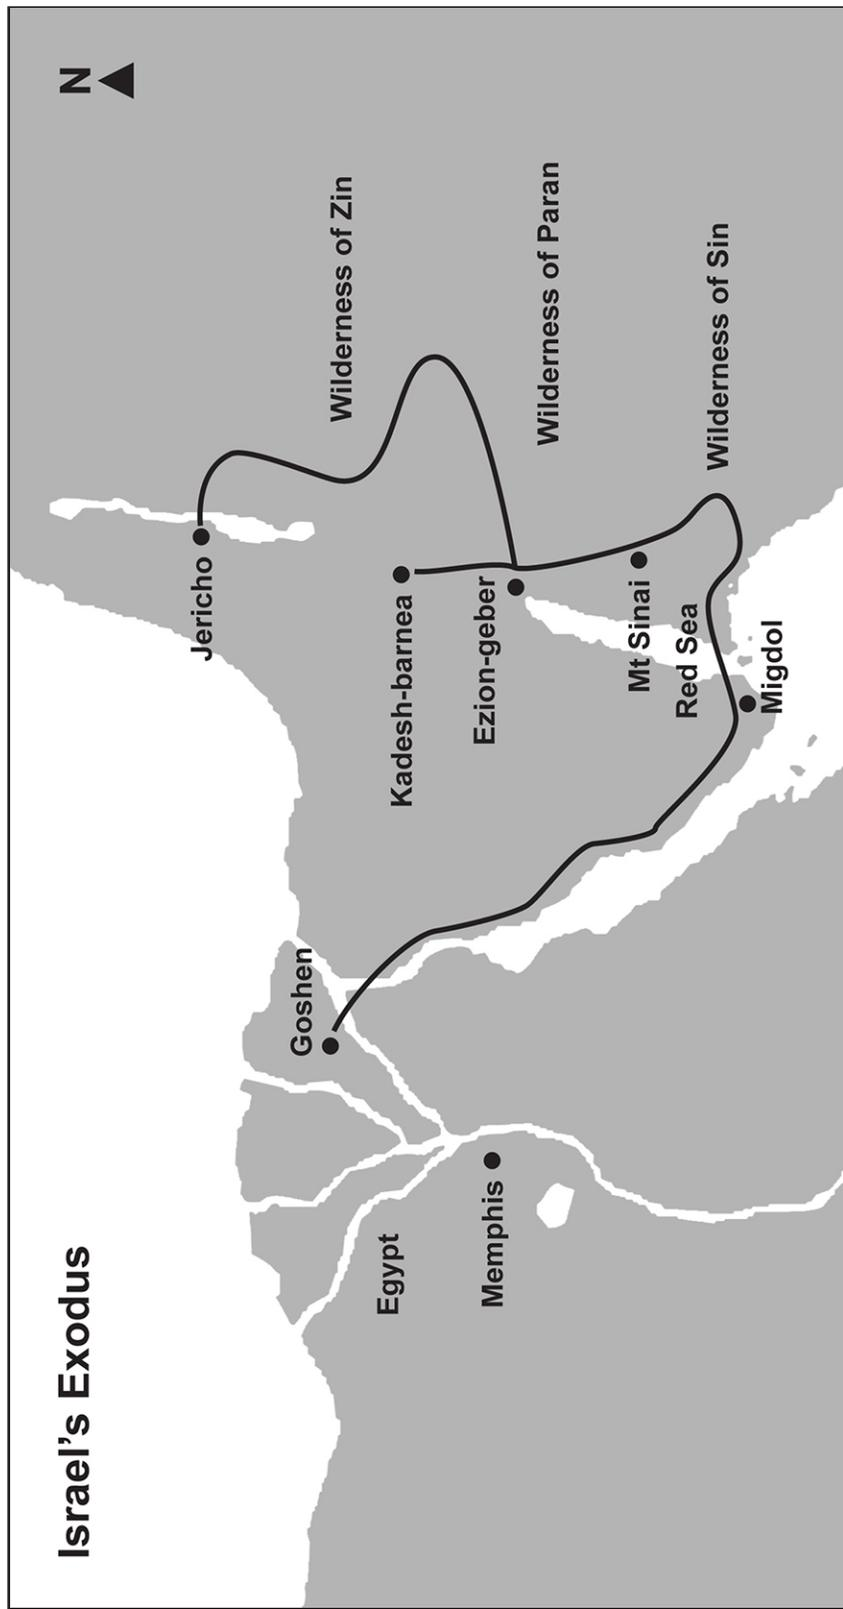 Israel's Exodus
N
Jericho
Wilderness of Zin
Goshen
Kadesh-barnea
Egypt
Ezion-geber
Wilderness of Paran
Memphis
Mt Sinai
Red Sea
Wilderness of Sin
Migdol